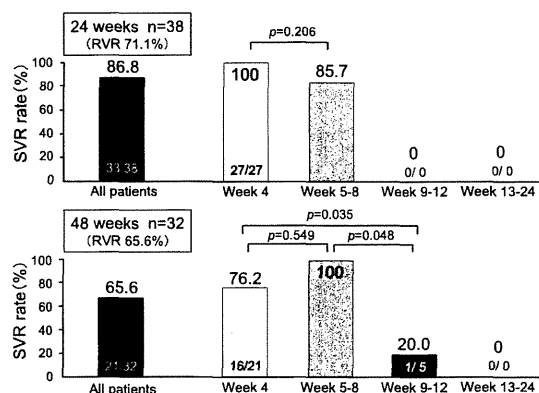 24 weeks n=38
(RVR 71.1%)
SVR rate(%)
100
80
60
40
20
0
86.8
33/38
100
27/27
p=0.206
85.7
0
0/ 0
0
0/ 0
All patients
Week 4
Week 5-8
Week 9-12
Week 13-24
48 weeks n=32
(RVR 65.6%)
SVR rate(%)
100
80
60
40
20
0
p=0.035
p=0.549
p=0.048
65.6
21/32
76.2
16/21
100
20.0
1/ 5
0
0/ 0
All patients
Week 4
Week 5-8
Week 9-12
Week 13-24